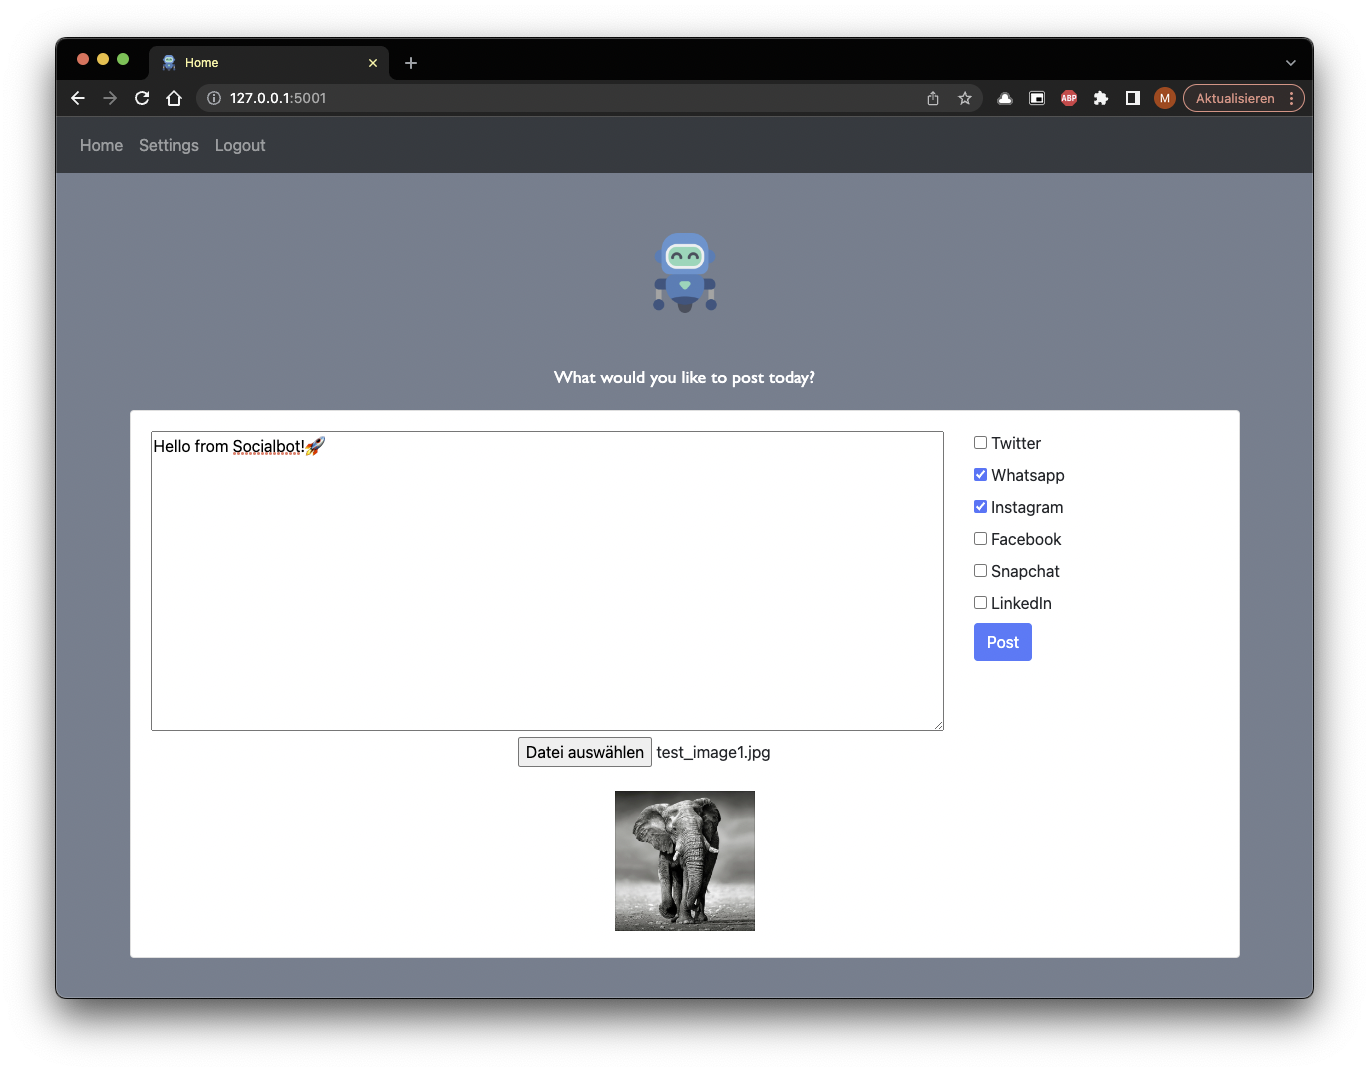 Home
127.0.0.1:5001
ABP
M
Aktualisieren
Home Settings Logout
What would you like to post today?
Hello from Socialbot!🚀
Twitter
Whatsapp
Instagram
Facebook
Snapchat
LinkedIn
Post
Datei auswählen test_image1.jpg